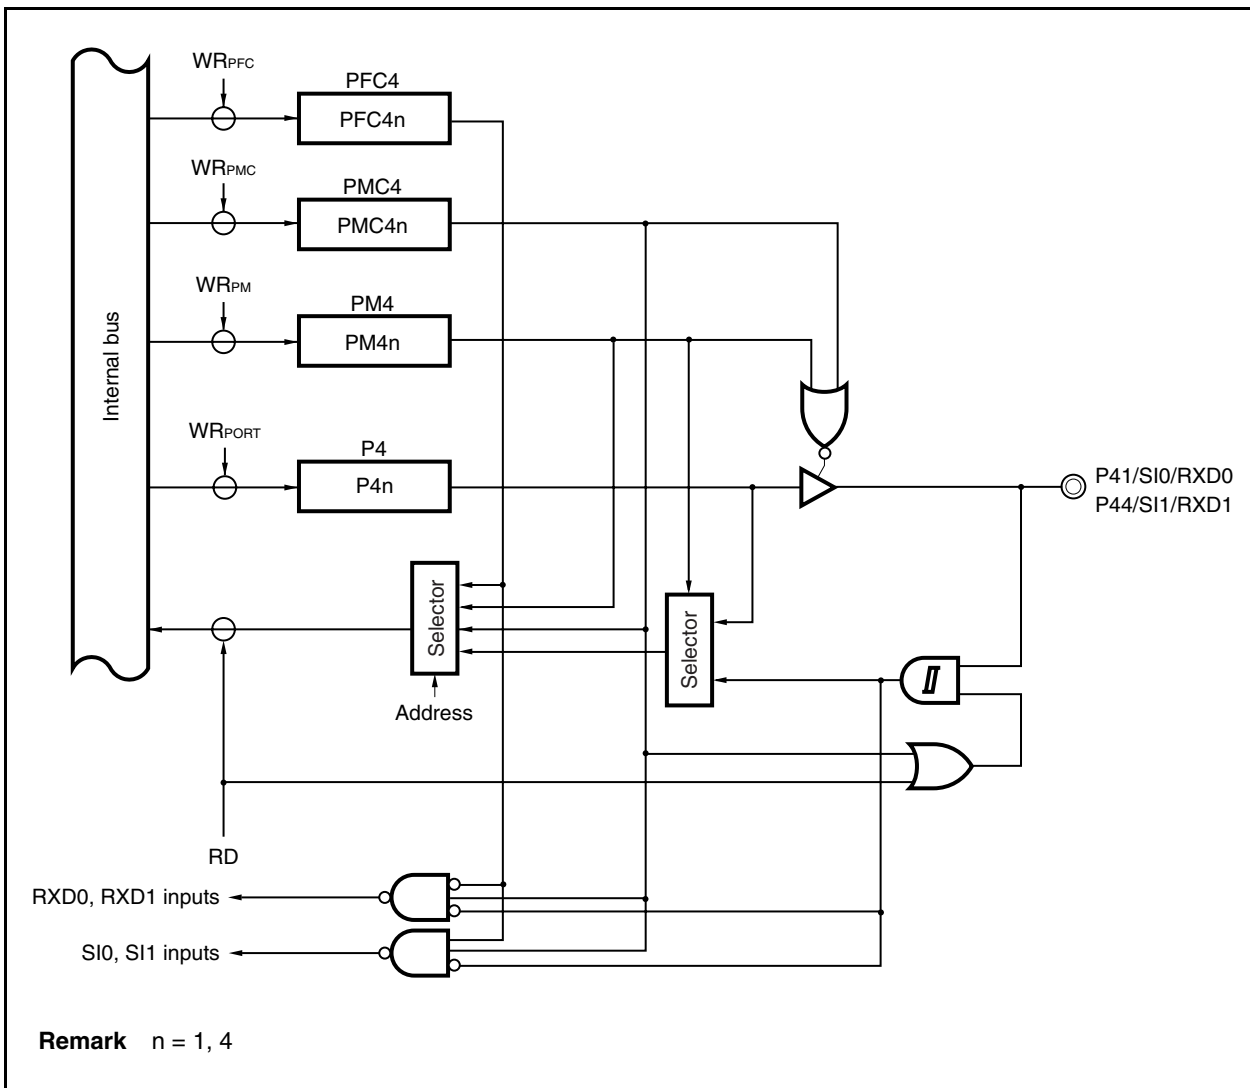 WRPFC
PFC4
PFC4n
WRPMC
PMC4
PMC4n
WRPM
PM4
PM4n
Internal bus
WRPORT
P4
P4n
P41/SI0/RXD0
P44/SI1/RXD1
Selector
Selector
Address
RD
RXD0, RXD1 inputs
SI0, SI1 inputs
Remark n = 1, 4